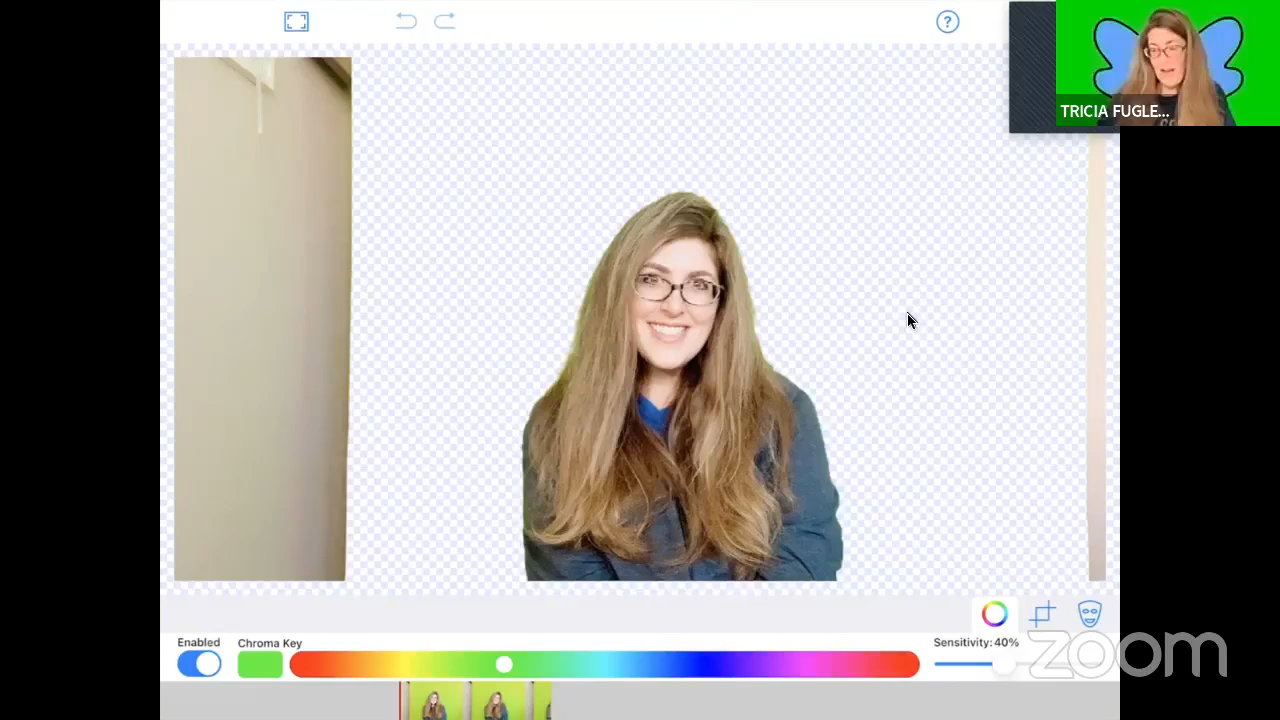 ?
TRICIA FUGLE...
Enabled
Chroma Key
Sensitivity: 40%
zoom